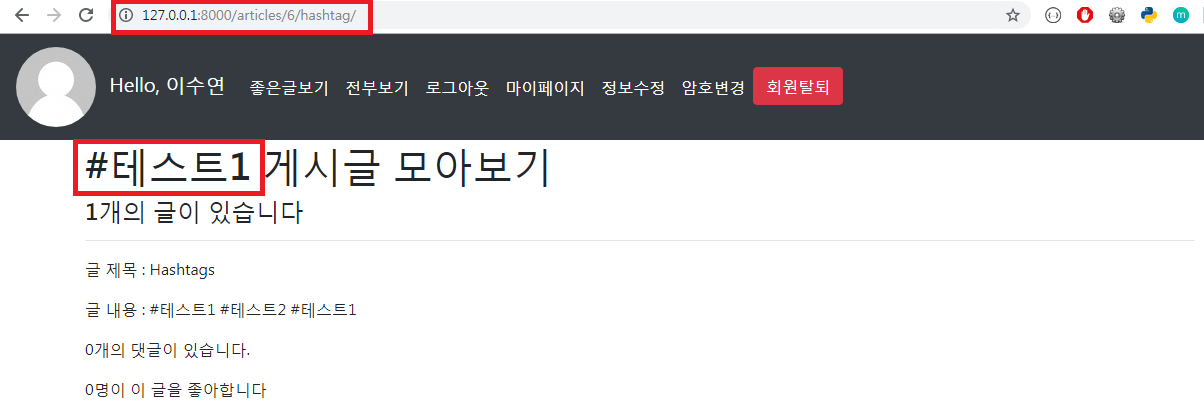 127.0.0.1:8000/articles/6/hashtag/
m
Hello, 이수연 좋은글보기 전부보기 로그아웃 마이페이지 정보수정 암호변경 회원탈퇴
#테스트1 게시글 모아보기
1개의 글이 있습니다
글 제목 : Hashtags
글 내용 : #테스트1 #테스트2 #테스트1
0개의 댓글이 있습니다.
0명이 이 글을 좋아합니다